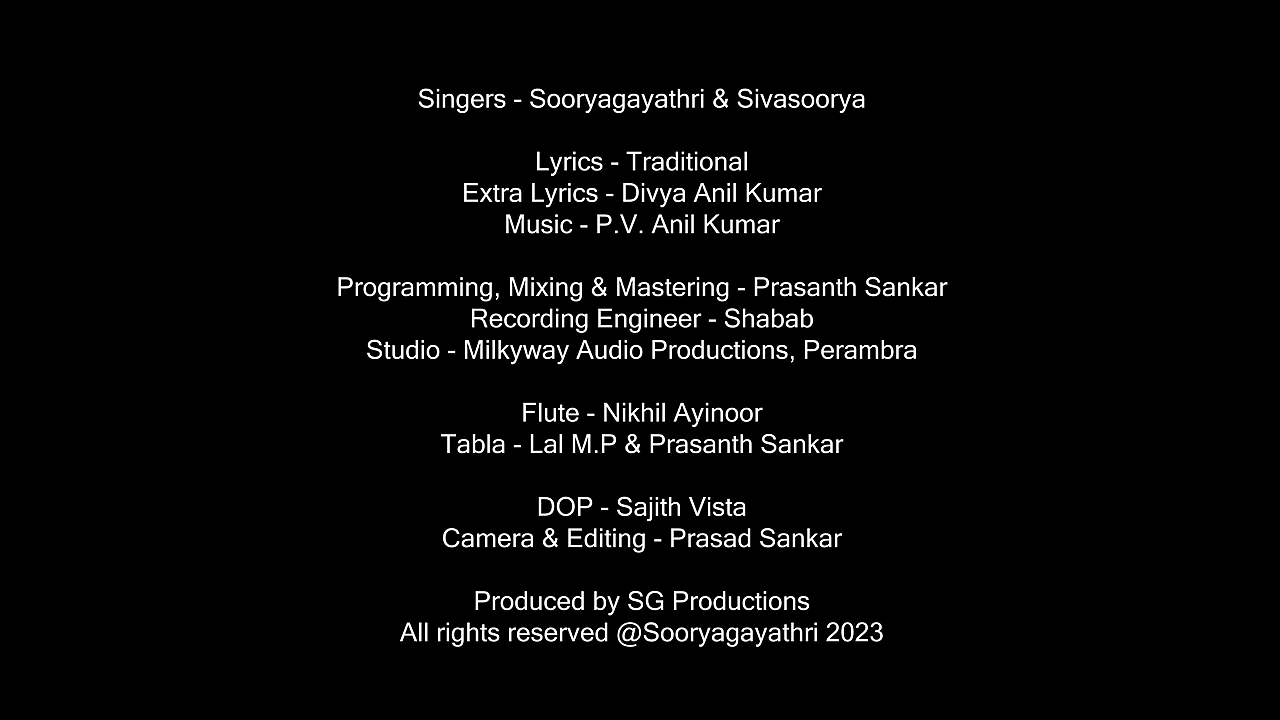 Singers - Sooryagayathri & Sivasoorya
Lyrics - Traditional
Extra Lyrics - Divya Anil Kumar
Music - P.V. Anil Kumar
Programming, Mixing & Mastering - Prasanth Sankar
Recording Engineer - Shabab
Studio - Milkyway Audio Productions, Perambra
Flute - Nikhil Ayinoor
Tabla - Lal M.P & Prasanth Sankar
DOP - Sajith Vista
Camera & Editing - Prasad Sankar
Produced by SG Productions
All rights reserved @Sooryagayathri 2023